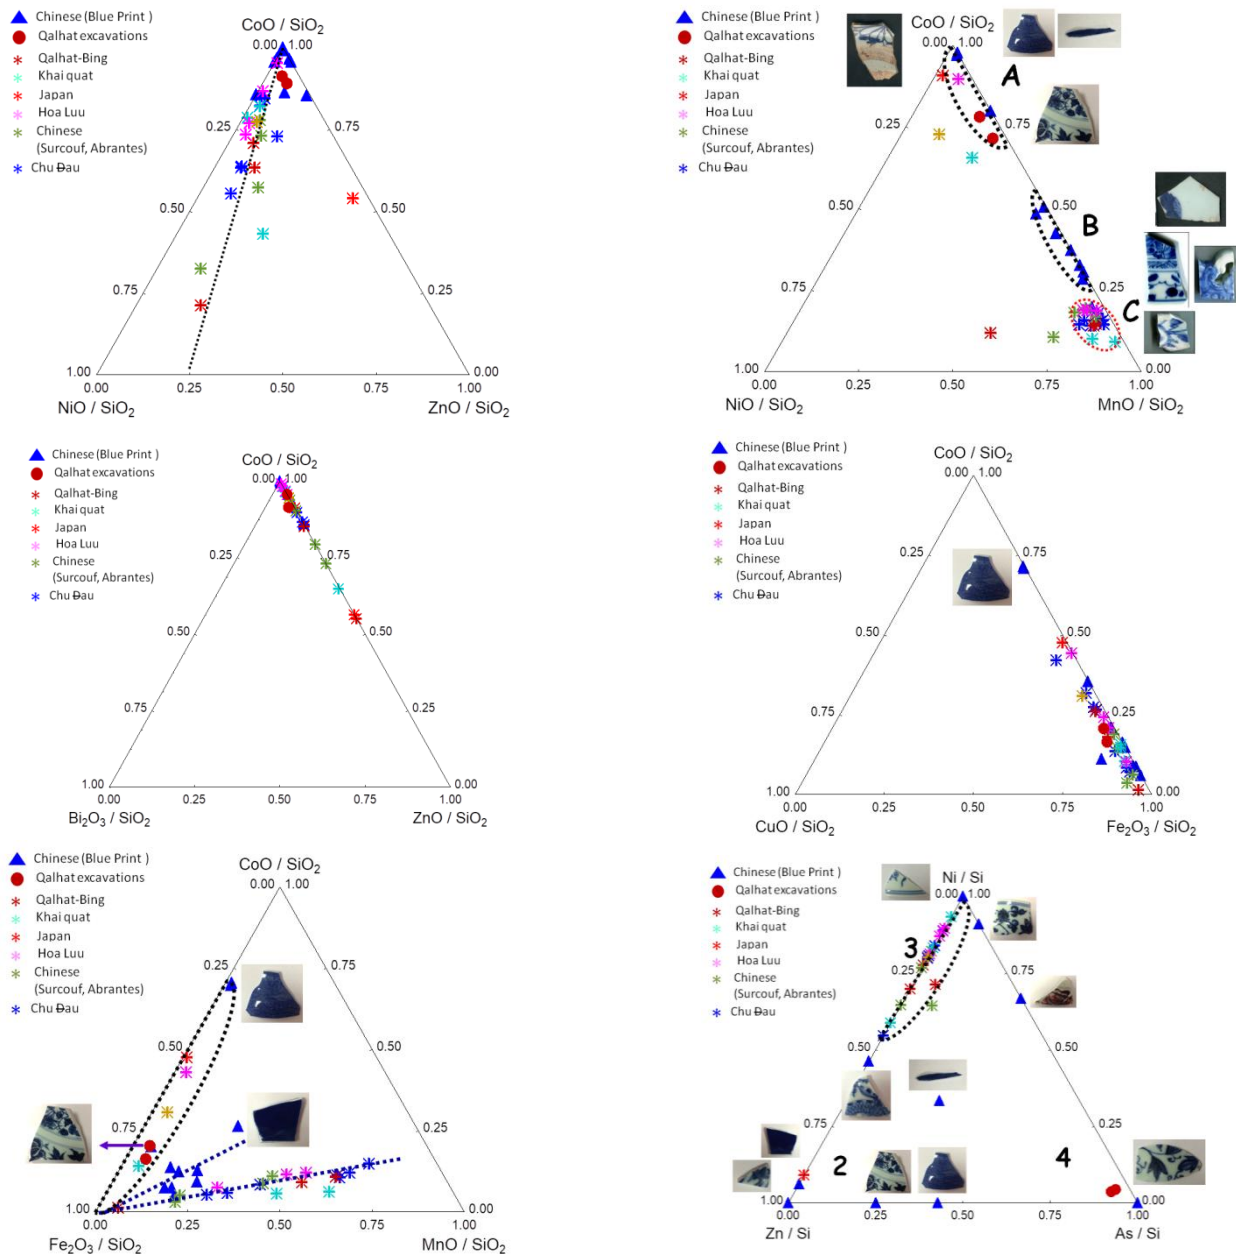 Chinese (Blue Print )
Qalhat excavations
Qalhat-Bing
Khai quat
Japan
Hoa Luu
Chinese
(Surcouf, Abrantes)
Chu Đau
CoO / SiO₂
0.00 1.00
0.25 0.75
0.50 0.50
0.75 0.25
1.00 0.00
0.00 0.25 0.50 0.75 1.00
NiO / SiO₂ ZnO / SiO₂
Chinese (Blue Print )
Qalhat excavations
Qalhat-Bing
Khai quat
Japan
Hoa Luu
Chinese
(Surcouf, Abrantes)
Chu Đau
CoO / SiO₂
0.00 1.00
A
0.25 0.75
0.50 0.50
B
0.75 0.25
C
1.00 0.00
0.00 0.25 0.50 0.75 1.00
NiO / SiO₂ MnO / SiO₂
Chinese (Blue Print )
Qalhat excavations
Qalhat-Bing
Khai quat
Japan
Hoa Luu
Chinese
(Surcouf, Abrantes)
Chu Đau
CoO / SiO₂
0.00 1.00
0.25 0.75
0.50 0.50
0.75 0.25
1.00 0.00
0.00 0.25 0.50 0.75 1.00
Bi₂O₃ / SiO₂ ZnO / SiO₂
Chinese (Blue Print )
Qalhat excavations
Qalhat-Bing
Khai quat
Japan
Hoa Luu
Chinese
(Surcouf, Abrantes)
Chu Đau
CoO / SiO₂
0.00 1.00
0.25 0.75
0.50 0.50
0.75 0.25
1.00 0.00
0.00 0.25 0.50 0.75 1.00
CuO / SiO₂ Fe₂O₃ / SiO₂
Chinese (Blue Print )
Qalhat excavations
Qalhat-Bing
Khai quat
Japan
Hoa Luu
Chinese
(Surcouf, Abrantes)
Chu Đau
CoO / SiO₂
0.00 1.00
0.25 0.75
0.50 0.50
0.75 0.25
1.00 0.00
0.00 0.25 0.50 0.75 1.00
Fe₂O₃ / SiO₂ MnO / SiO₂
Chinese (Blue Print )
Qalhat excavations
Qalhat-Bing
Khai quat
Japan
Hoa Luu
Chinese
(Surcouf, Abrantes)
Chu Đau
Ni / Si
0.00 1.00
3
0.25 0.75
0.50 0.50
0.75 0.25
2 4
1.00 0.00
0.00 0.25 0.50 0.75 1.00
Zn / Si As / Si